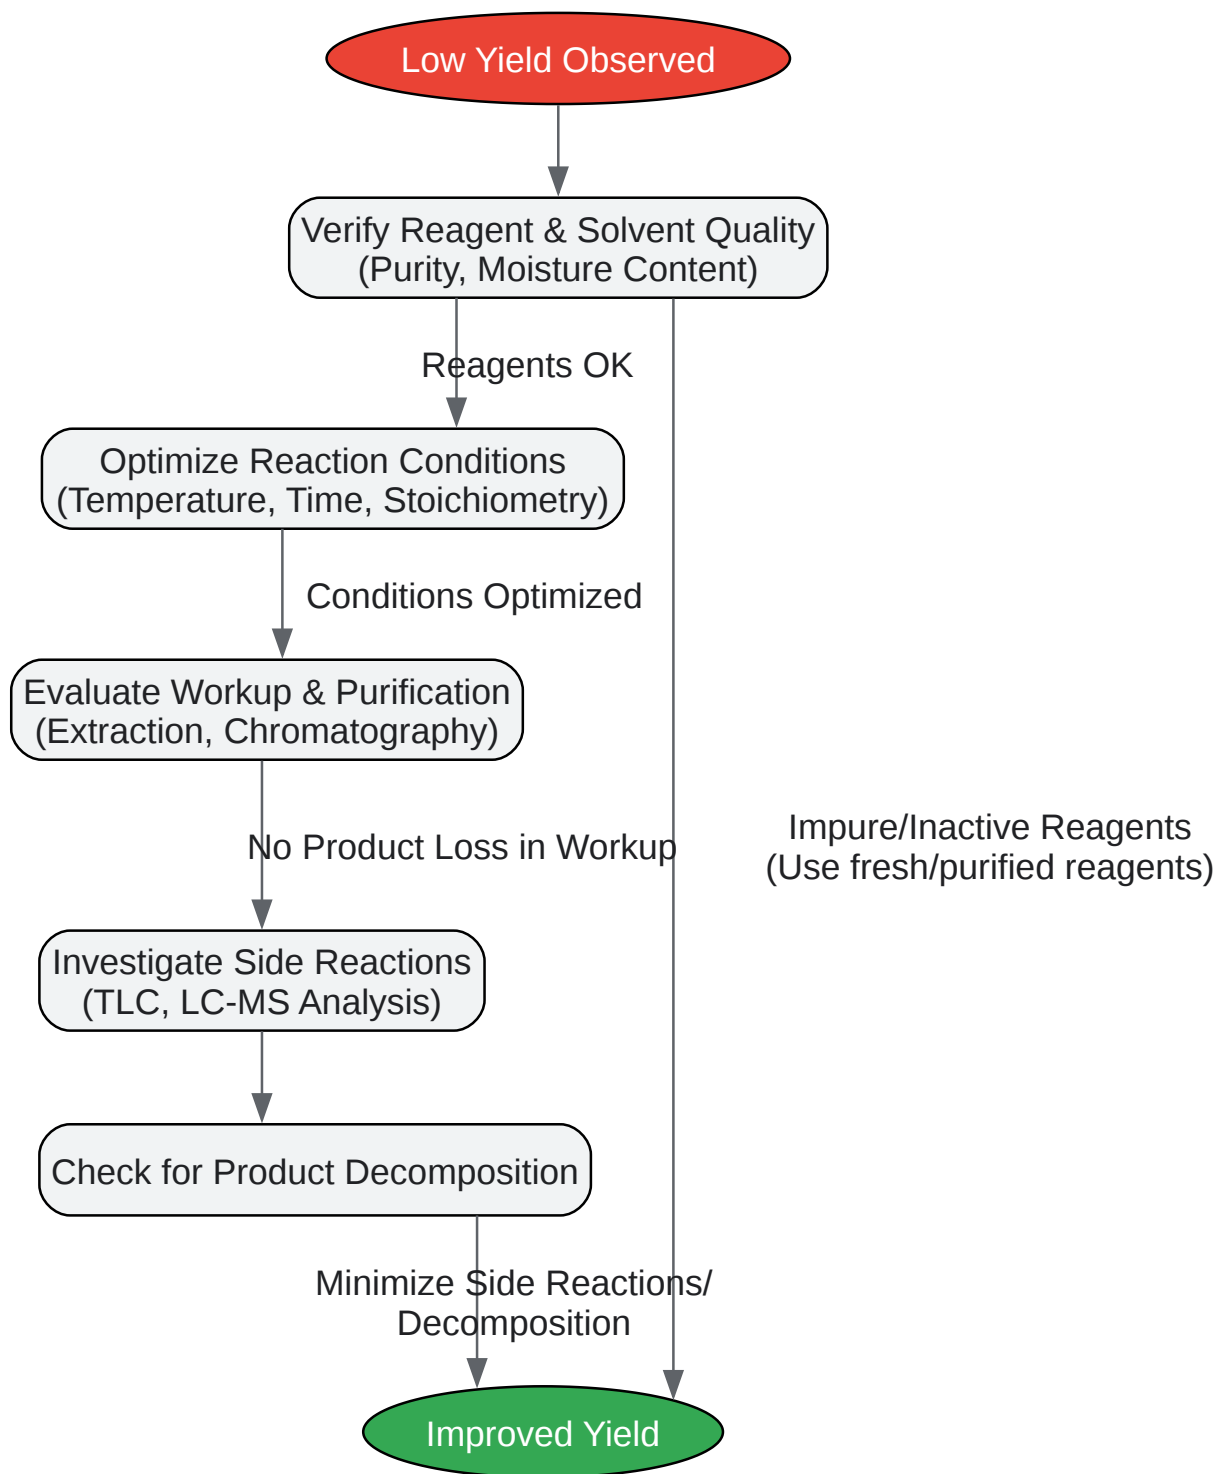 Low Yield Observed
Verify Reagent & Solvent Quality
(Purity, Moisture Content)
Reagents OK
Optimize Reaction Conditions
(Temperature, Time, Stoichiometry)
Conditions Optimized
Evaluate Workup & Purification
(Extraction, Chromatography)
No Product Loss in Workup
Impure/Inactive Reagents
(Use fresh/purified reagents)
Investigate Side Reactions
(TLC, LC-MS Analysis)
Check for Product Decomposition
Minimize Side Reactions/
Decomposition
Improved Yield